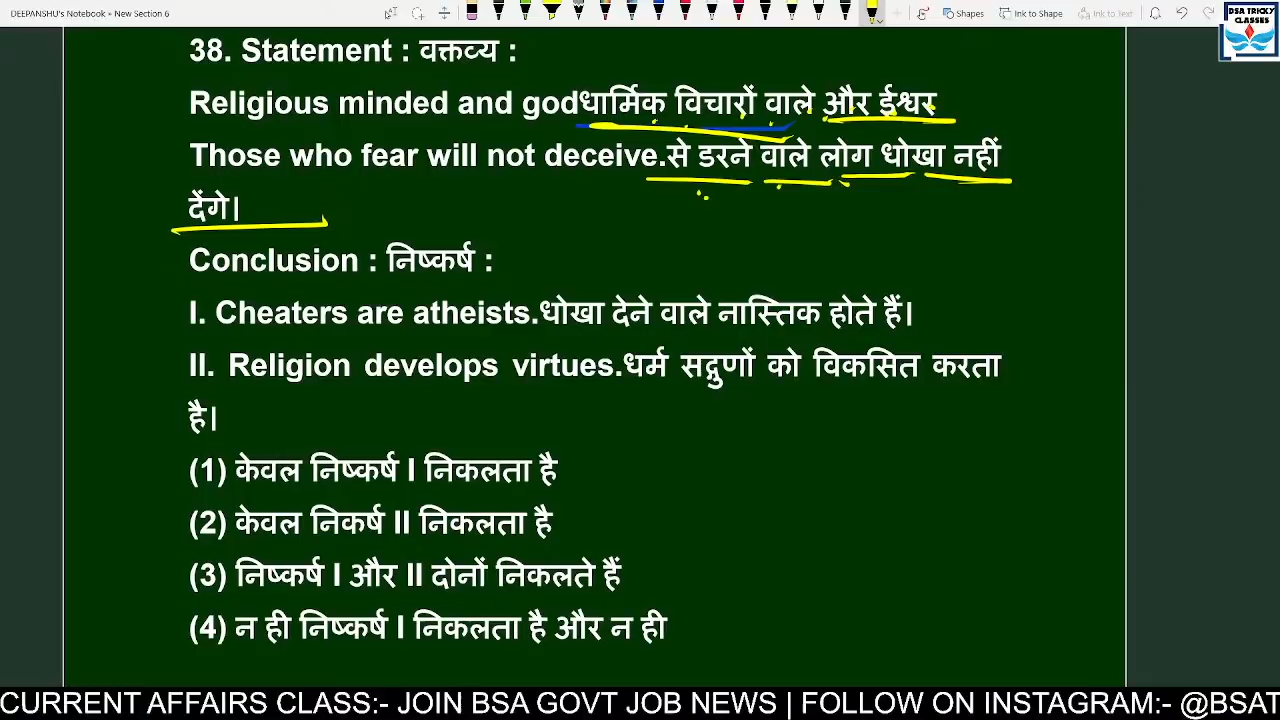 DEEPANSHU's Notebook » New Section 6
Shapes
Ink to Shape
Ink to Text
BSA TRICKY
CLASSES
38. Statement : वक्तव्य :
Religious minded and godधार्मिक विचारों वाले और ईश्वर
Those who fear will not deceive.से डरने वाले लोग धोखा नहीं
देंगे।
Conclusion : निष्कर्ष :
I. Cheaters are atheists.धोखा देने वाले नास्तिक होते हैं।
II. Religion develops virtues.धर्म सद्गुणों को विकसित करता
है।
(1) केवल निष्कर्ष I निकलता है
(2) केवल निकर्ष II निकलता है
(3) निष्कर्ष I और II दोनों निकलते हैं
(4) न ही निष्कर्ष I निकलता है और न ही
CURRENT AFFAIRS CLASS:- JOIN BSA GOVT JOB NEWS | FOLLOW ON INSTAGRAM:- @BSAT